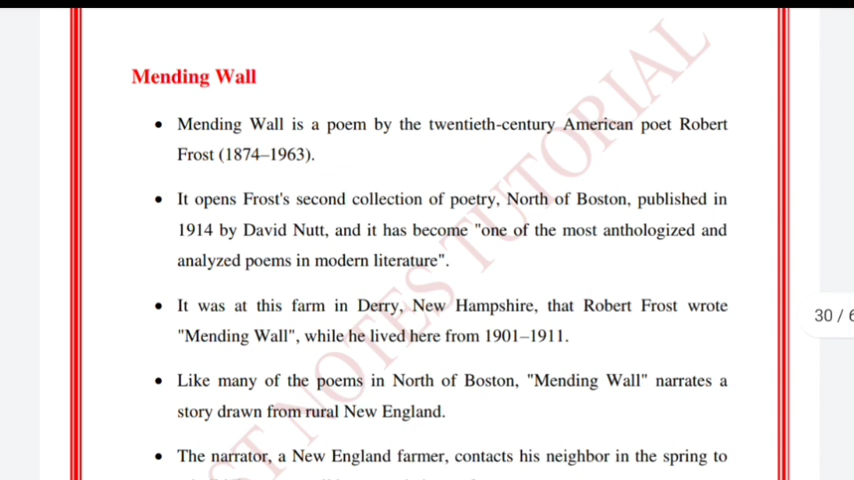 Mending Wall
• Mending Wall is a poem by the twentieth-century American poet Robert
Frost (1874–1963).
• It opens Frost's second collection of poetry, North of Boston, published in
1914 by David Nutt, and it has become "one of the most anthologized and
analyzed poems in modern literature".
• It was at this farm in Derry, New Hampshire, that Robert Frost wrote
"Mending Wall", while he lived here from 1901–1911.
• Like many of the poems in North of Boston, "Mending Wall" narrates a
story drawn from rural New England.
• The narrator, a New England farmer, contacts his neighbor in the spring to
ST NOTES TUTORIAL
30 / 6